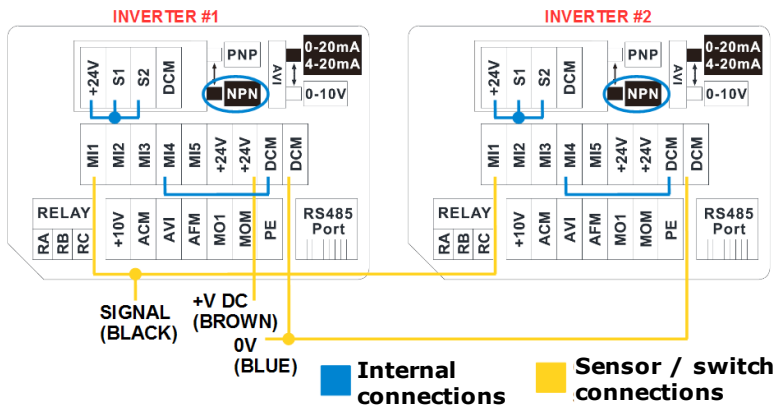 INVERTER #1
INVERTER #2
+24V S1 S2 DCM
PNP
NPN
AVI
0-20mA
4-20mA
0-10V
+24V S1 S2 DCM
PNP
NPN
AVI
0-20mA
4-20mA
0-10V
MI1 MI2 MI3 MI4 MI5 +24V +24V DCM DCM
MI1 MI2 MI3 MI4 MI5 +24V +24V DCM DCM
RELAY
RA RB RC
+10V ACM AVI AFM MO1 MOM PE
RS485
Port
RELAY
RA RB RC
+10V ACM AVI AFM MO1 MOM PE
RS485
Port
SIGNAL
(BLACK)
+V DC
(BROWN)
0V
(BLUE)
Internal
connections
Sensor / switch
connections